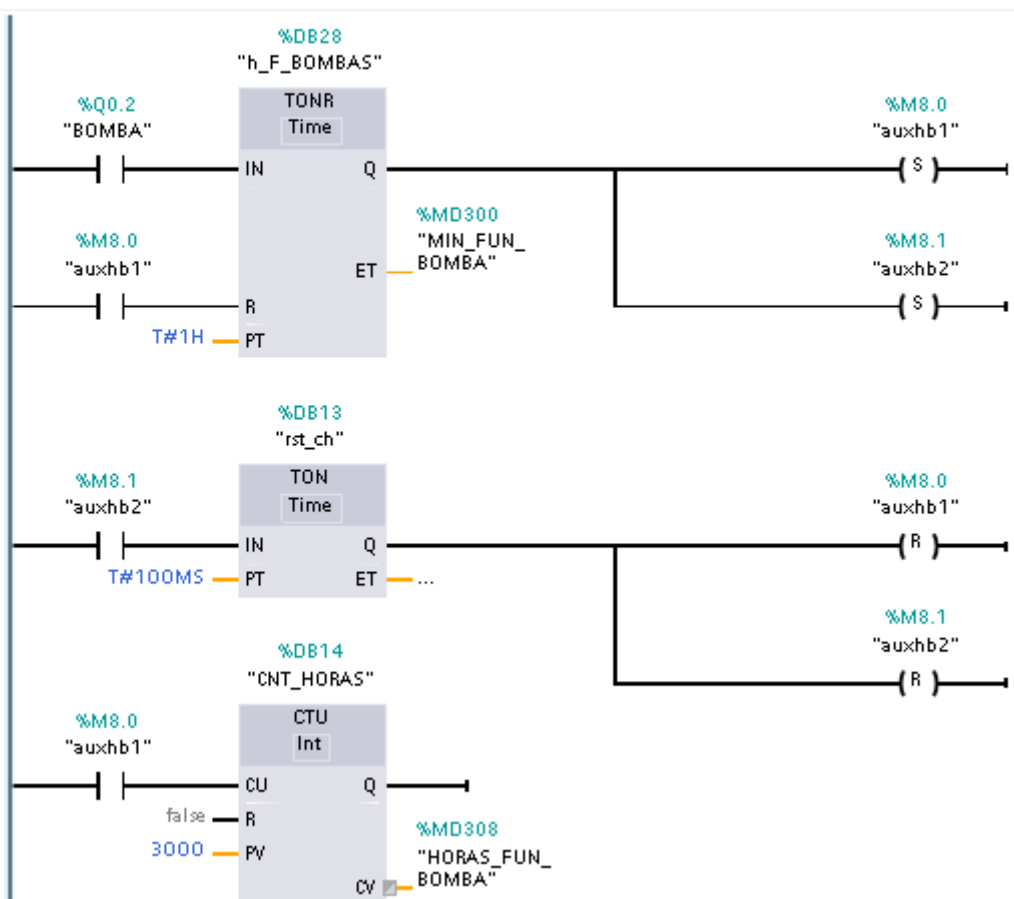 %DB28
"h_F_BOMBAS"
TONR
Time
%Q0.2
"BOMBA"
%M8.0
"auxhb1"
IN
Q
S
%MD300
"MIN_FUN_
BOMBA"
%M8.0
"auxhb1"
%M8.1
"auxhb2"
ET
R
S
T#1H
PT
%DB13
"rst_ch"
TON
Time
%M8.1
"auxhb2"
%M8.0
"auxhb1"
IN
Q
R
T#100MS
PT
ET
...
%M8.1
"auxhb2"
R
%DB14
"CNT_HORAS"
CTU
Int
%M8.0
"auxhb1"
CU
Q
false
R
%MD308
"HORAS_FUN_
BOMBA"
3000
PV
CV